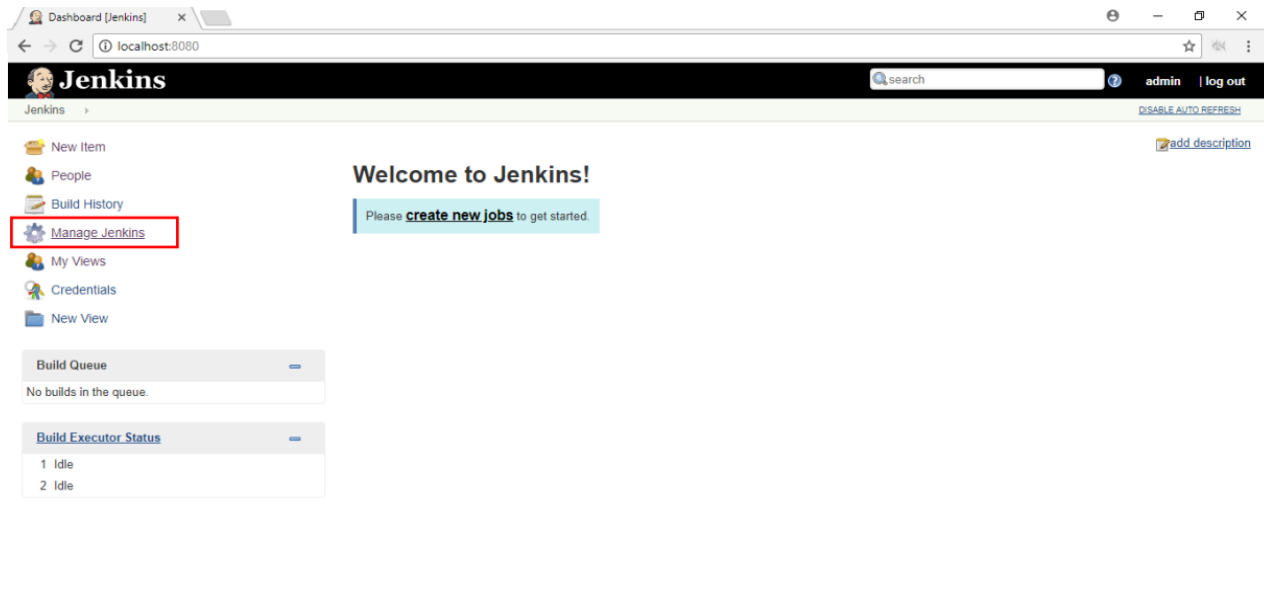 Dashboard [Jenkins]
localhost:8080
Jenkins
search
admin | log out
Jenkins
DISABLE AUTO REFRESH
New Item
add description
People
Welcome to Jenkins!
Build History
Please create new jobs to get started.
Manage Jenkins
My Views
Credentials
New View
Build Queue
No builds in the queue.
Build Executor Status
1 Idle
2 Idle